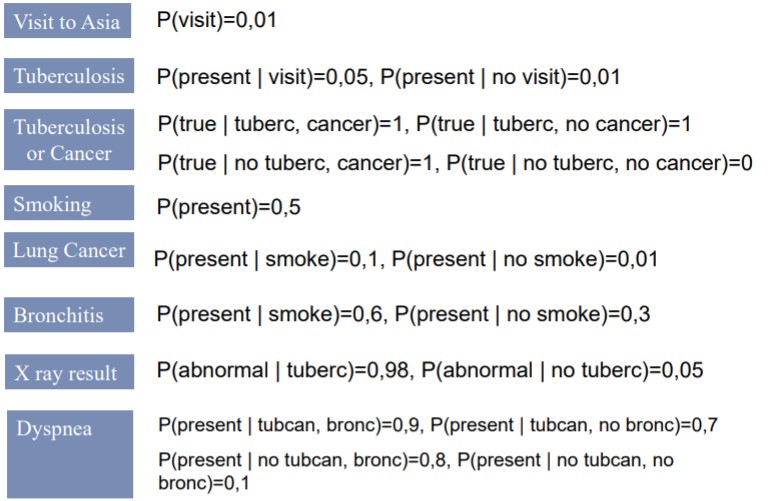 Visit to Asia
P(visit)=0,01
Tuberculosis
P(present | visit)=0,05, P(present | no visit)=0,01
Tuberculosis
or Cancer
P(true | tuberc, cancer)=1, P(true | tuberc, no cancer)=1
P(true | no tuberc, cancer)=1, P(true | no tuberc, no cancer)=0
Smoking
P(present)=0,5
Lung Cancer
P(present | smoke)=0,1, P(present | no smoke)=0,01
Bronchitis
P(present | smoke)=0,6, P(present | no smoke)=0,3
X ray result
P(abnormal | tuberc)=0,98, P(abnormal | no tuberc)=0,05
Dyspnea
P(present | tubcan, bronc)=0,9, P(present | tubcan, no bronc)=0,7
P(present | no tubcan, bronc)=0,8, P(present | no tubcan, no
bronc)=0,1